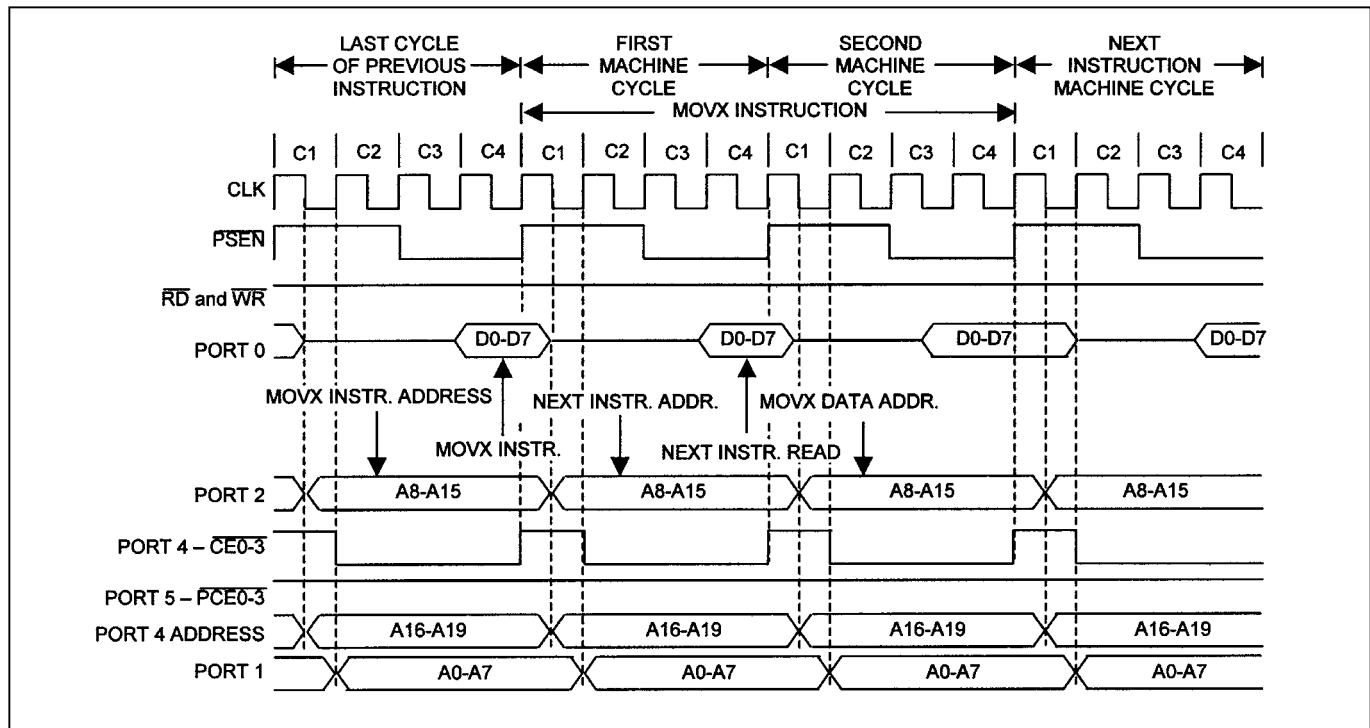 LAST CYCLE
OF PREVIOUS
INSTRUCTION
FIRST
MACHINE
CYCLE
SECOND
MACHINE
CYCLE
NEXT
INSTRUCTION
MACHINE CYCLE
MOVX INSTRUCTION
C1 C2 C3 C4 C1 C2 C3 C4 C1 C2 C3 C4 C1 C2 C3 C4
CLK
PSEN
RD and WR
PORT 0 D0-D7 D0-D7 D0-D7 D0-D7
MOVX INSTR. ADDRESS NEXT INSTR. ADDR. MOVX DATA ADDR.
MOVX INSTR. NEXT INSTR. READ
PORT 2 A8-A15 A8-A15 A8-A15 A8-A15
PORT 4 – CE0-3
PORT 5 – PCE0-3
PORT 4 ADDRESS A16-A19 A16-A19 A16-A19 A16-A19
PORT 1 A0-A7 A0-A7 A0-A7 A0-A7